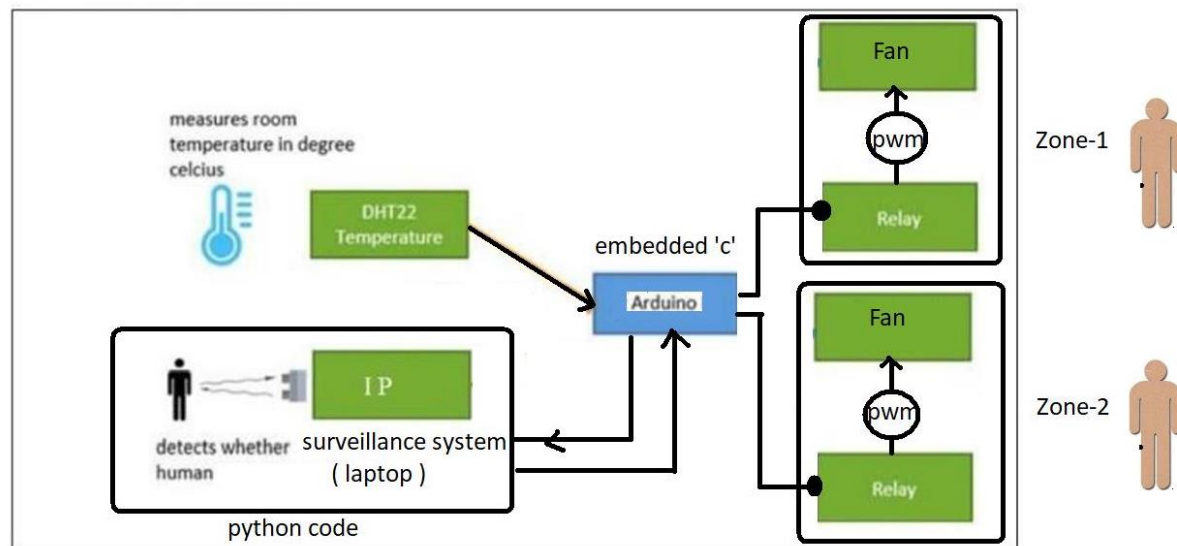 measures room
temperature in degree
celcius
DHT22
Temperature
embedded 'c'
Arduino
Fan
pwm
Relay
Zone-1
Fan
pwm
Relay
Zone-2
I P
detects whether
human
surveillance system
( laptop )
python code